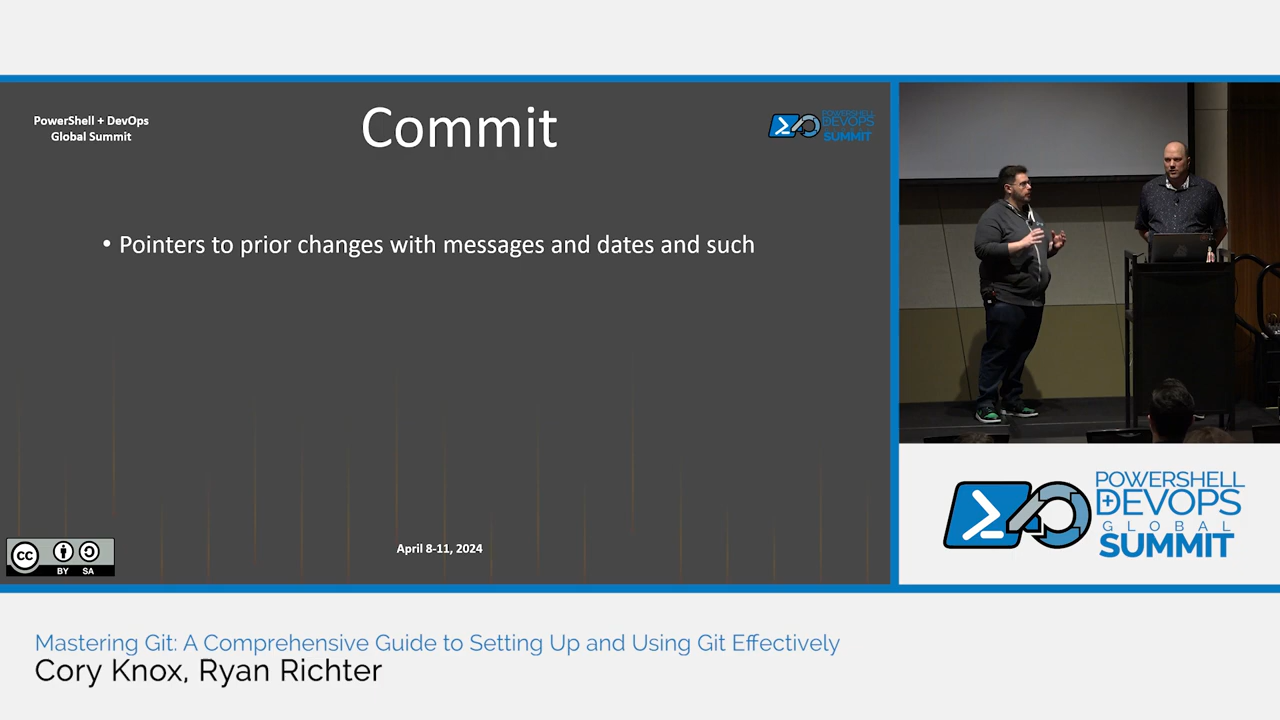 PowerShell + DevOps
Global Summit
Commit
POWERSHELL
DEVOPS
GLOBAL
SUMMIT
• Pointers to prior changes with messages and dates and such
April 8-11, 2024
cc
BY SA
POWERSHELL
+DEVOPS
GLOBAL
SUMMIT
Mastering Git: A Comprehensive Guide to Setting Up and Using Git Effectively
Cory Knox, Ryan Richter